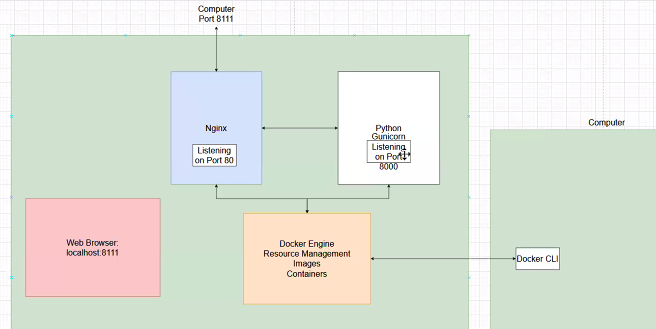 Computer
Port 8111
Nginx
Listening
on Port 80
Python
Gunicorn
Listening
on Port
8000
Computer
Web Browser:
localhost:8111
Docker Engine
Resource Management
Images
Containers
Docker CLI